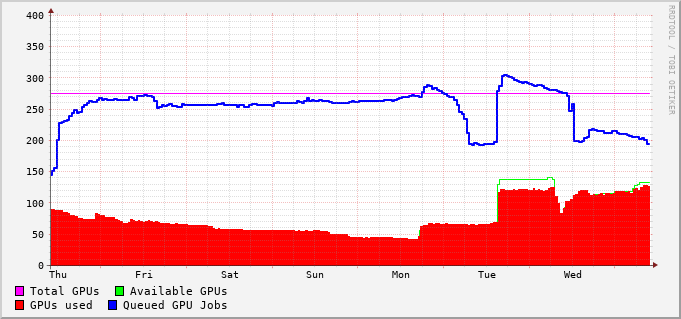 400
350
300
250
200
150
100
50
0
Thu Fri Sat Sun Mon Tue Wed
Total GPUs Available GPUs
GPUs used Queued GPU Jobs
RRDTOOL / TOBI OETIKER